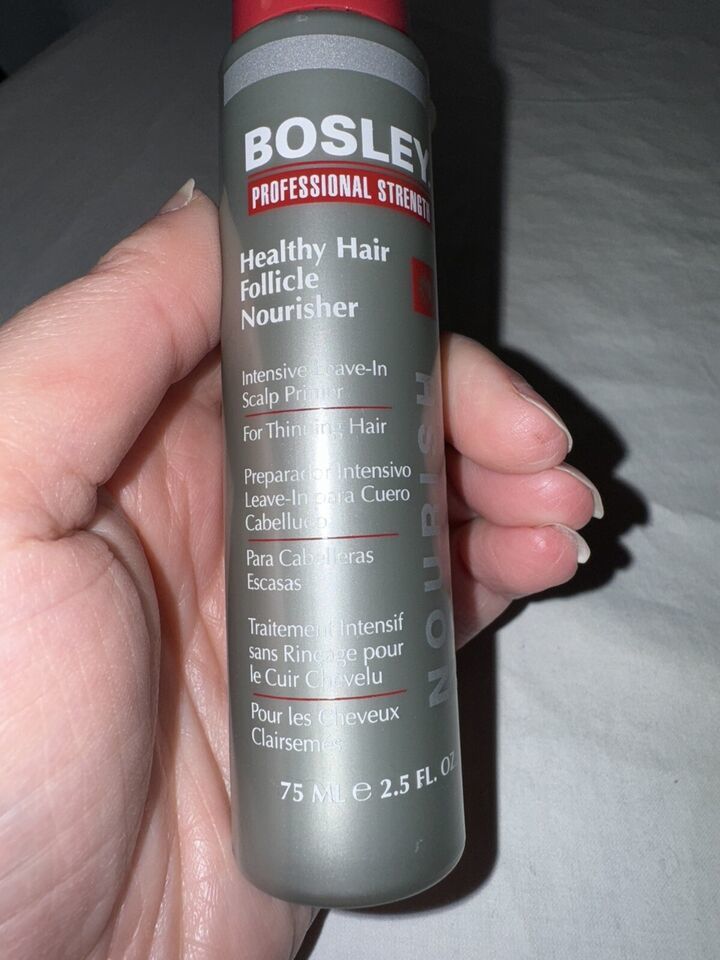 BOSLEY
PROFESSIONAL STRENGTH
Healthy Hair
Follicle
Nourisher
Intensive Leave-In
Scalp Primer
For Thinning Hair
Preparador Intensivo
Leave-In para Cuero
Cabelludo
Para Caballeras
Escasas
Traitement Intensif
sans Rinçage pour
le Cuir Chevelu
Pour les Cheveux
Clairsemés
75 ML e 2.5 FL. OZ
NOURISH